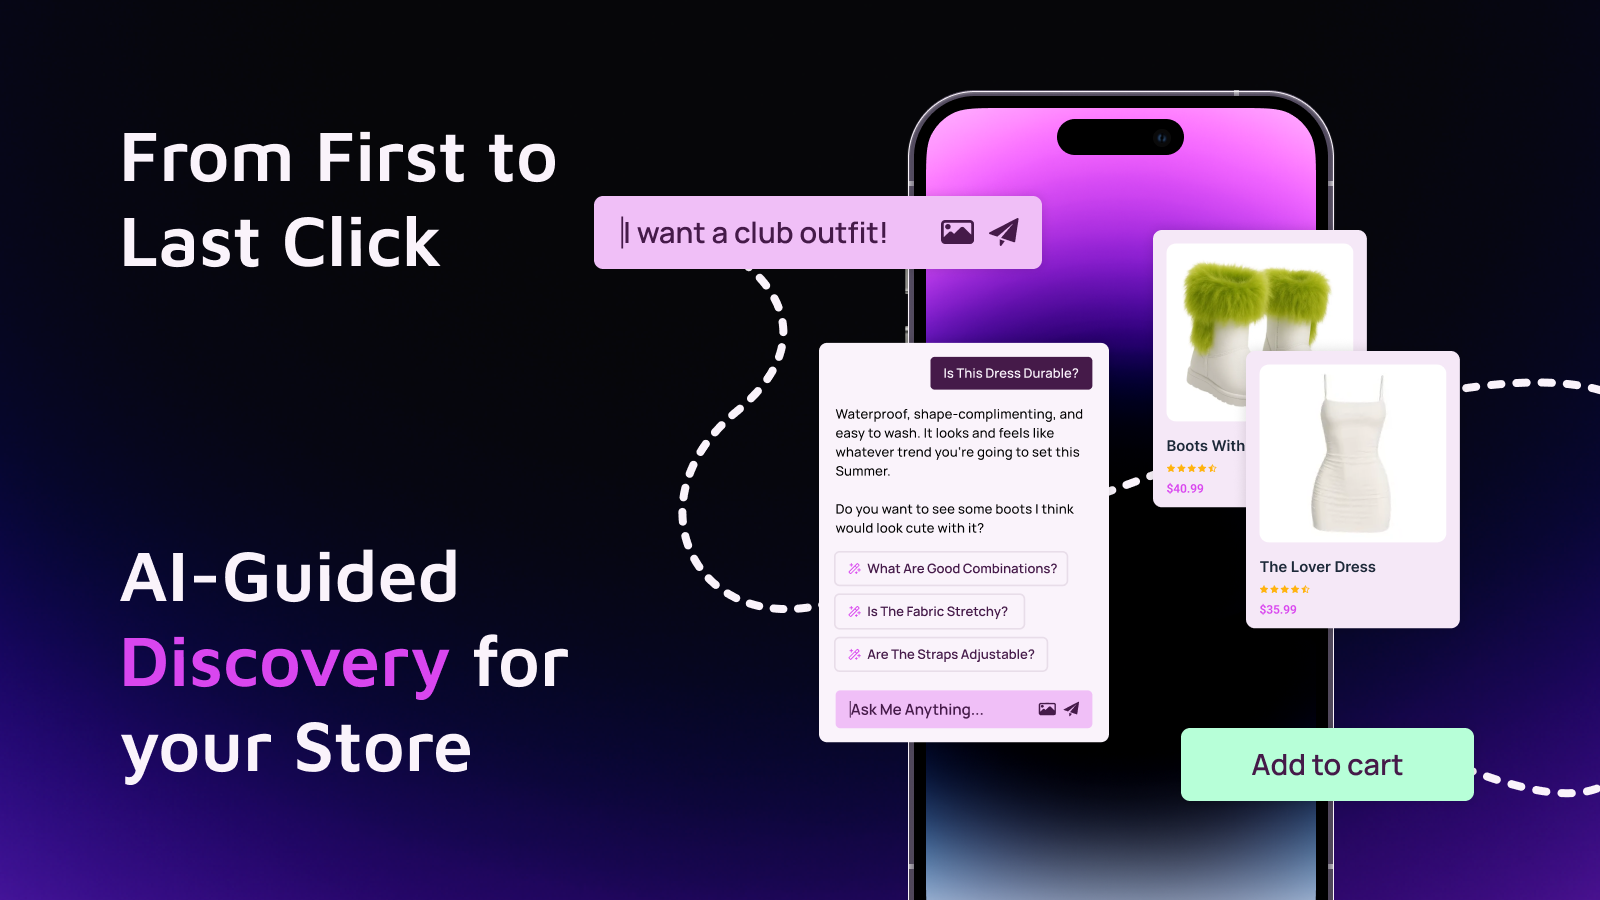 From First to
Last Click
AI-Guided
Discovery for
your Store
I want a club outfit!
Is This Dress Durable?
Waterproof, shape-complimenting, and
easy to wash. It looks and feels like
whatever trend you're going to set this
Summer.
Do you want to see some boots I think
would look cute with it?
What Are Good Combinations?
Is The Fabric Stretchy?
Are The Straps Adjustable?
Ask Me Anything...
Boots With
$40.99
The Lover Dress
$35.99
Add to cart